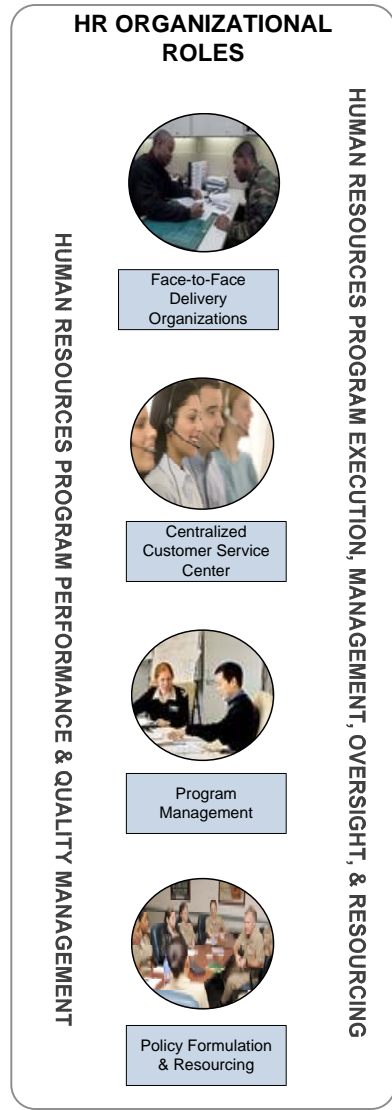 HR ORGANIZATIONAL
ROLES
HUMAN RESOURCES PROGRAM PERFORMANCE & QUALITY MANAGEMENT
HUMAN RESOURCES PROGRAM EXECUTION, MANAGEMENT, OVERSIGHT, & RESOURCING
Face-to-Face
Delivery
Organizations
Centralized
Customer Service
Center
Program
Management
Policy Formulation
& Resourcing